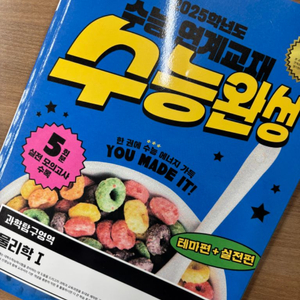 2025학년도
수능 연계교재
수능완성
한 권에 수능 에너지 가득
YOU MADE IT!
5회분
실전 모의고사
수록
테마편 + 실전편
과학탐구영역
물리학 I